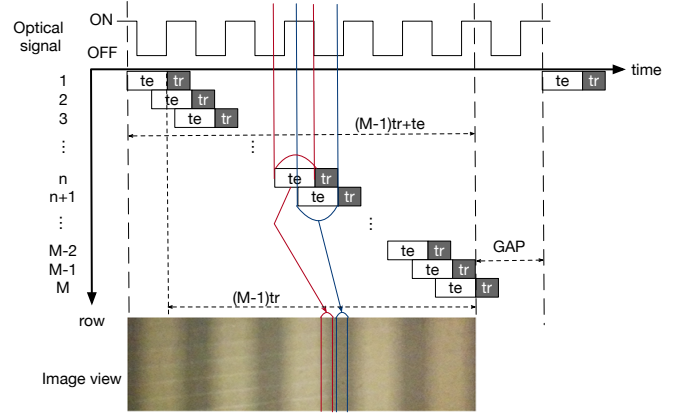 ON
Optical
signal
OFF
time
1 te tr te tr
2 te tr
3 te tr
(M-1)tr+te
⋮ ⋮
n te tr
n+1 te tr
⋮ ⋮
M-2 te tr GAP
M-1 te tr
M te tr
(M-1)tr
row
Image view